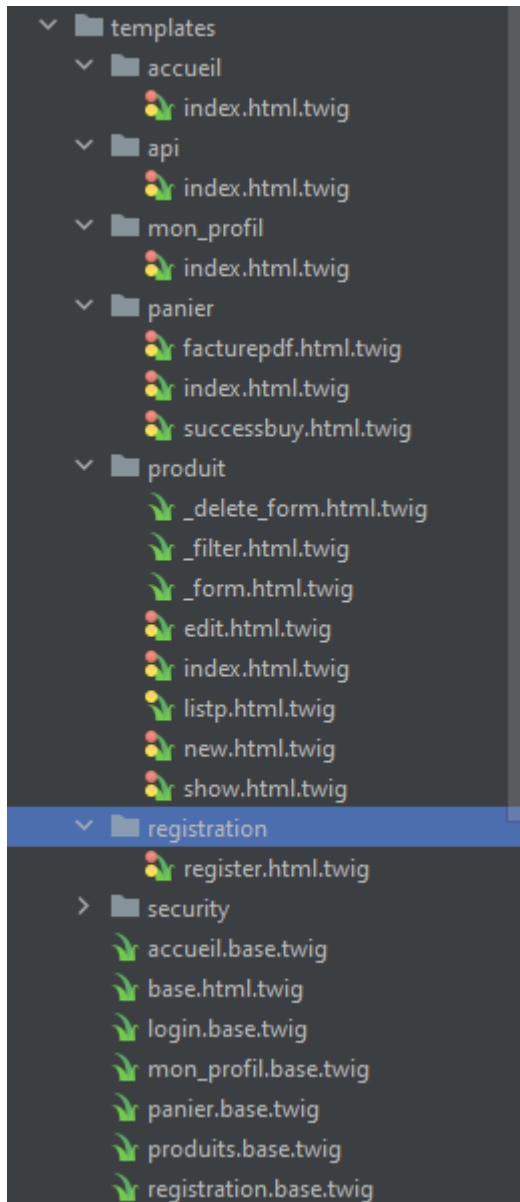 templates
accueil
index.html.twig
api
index.html.twig
mon_profil
index.html.twig
panier
facturepdf.html.twig
index.html.twig
successbuy.html.twig
produit
_delete_form.html.twig
_filter.html.twig
_form.html.twig
edit.html.twig
index.html.twig
listp.html.twig
new.html.twig
show.html.twig
registration
register.html.twig
security
accueil.base.twig
base.html.twig
login.base.twig
mon_profil.base.twig
panier.base.twig
produits.base.twig
registration.base.twig